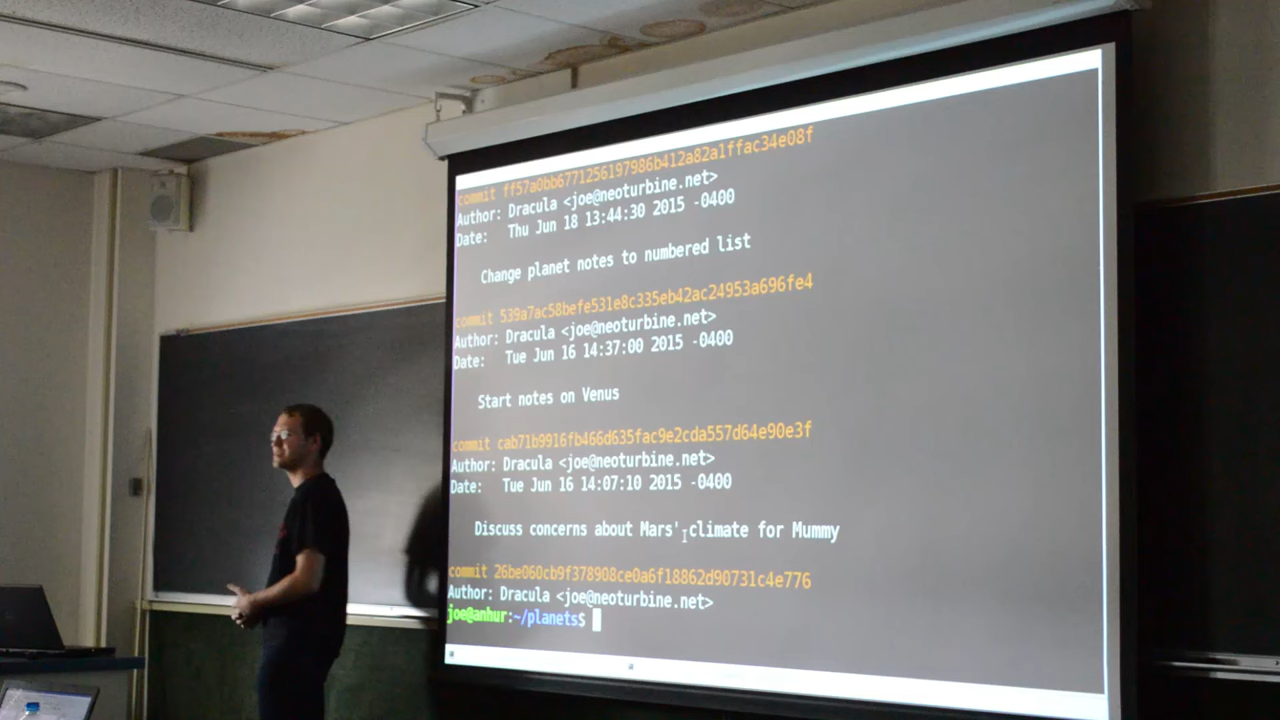 commit ff57a0bb6771256197986b412a82a1ffac34e08f
Author: Dracula <joe@neoturbine.net>
Date:   Thu Jun 18 13:44:30 2015 -0400
Change planet notes to numbered list
commit 539a7ac58befe531e8c335eb42ac24953a696fe4
Author: Dracula <joe@neoturbine.net>
Date:   Tue Jun 16 14:37:00 2015 -0400
Start notes on Venus
commit cab71b9916fb466d635fac9e2cda557d64e90e3f
Author: Dracula <joe@neoturbine.net>
Date:   Tue Jun 16 14:07:10 2015 -0400
Discuss concerns about Mars' climate for Mummy
commit 26be060cb9f378908ce0a6f18862d90731c4e776
Author: Dracula <joe@neoturbine.net>
joe@anhur:~/planets$